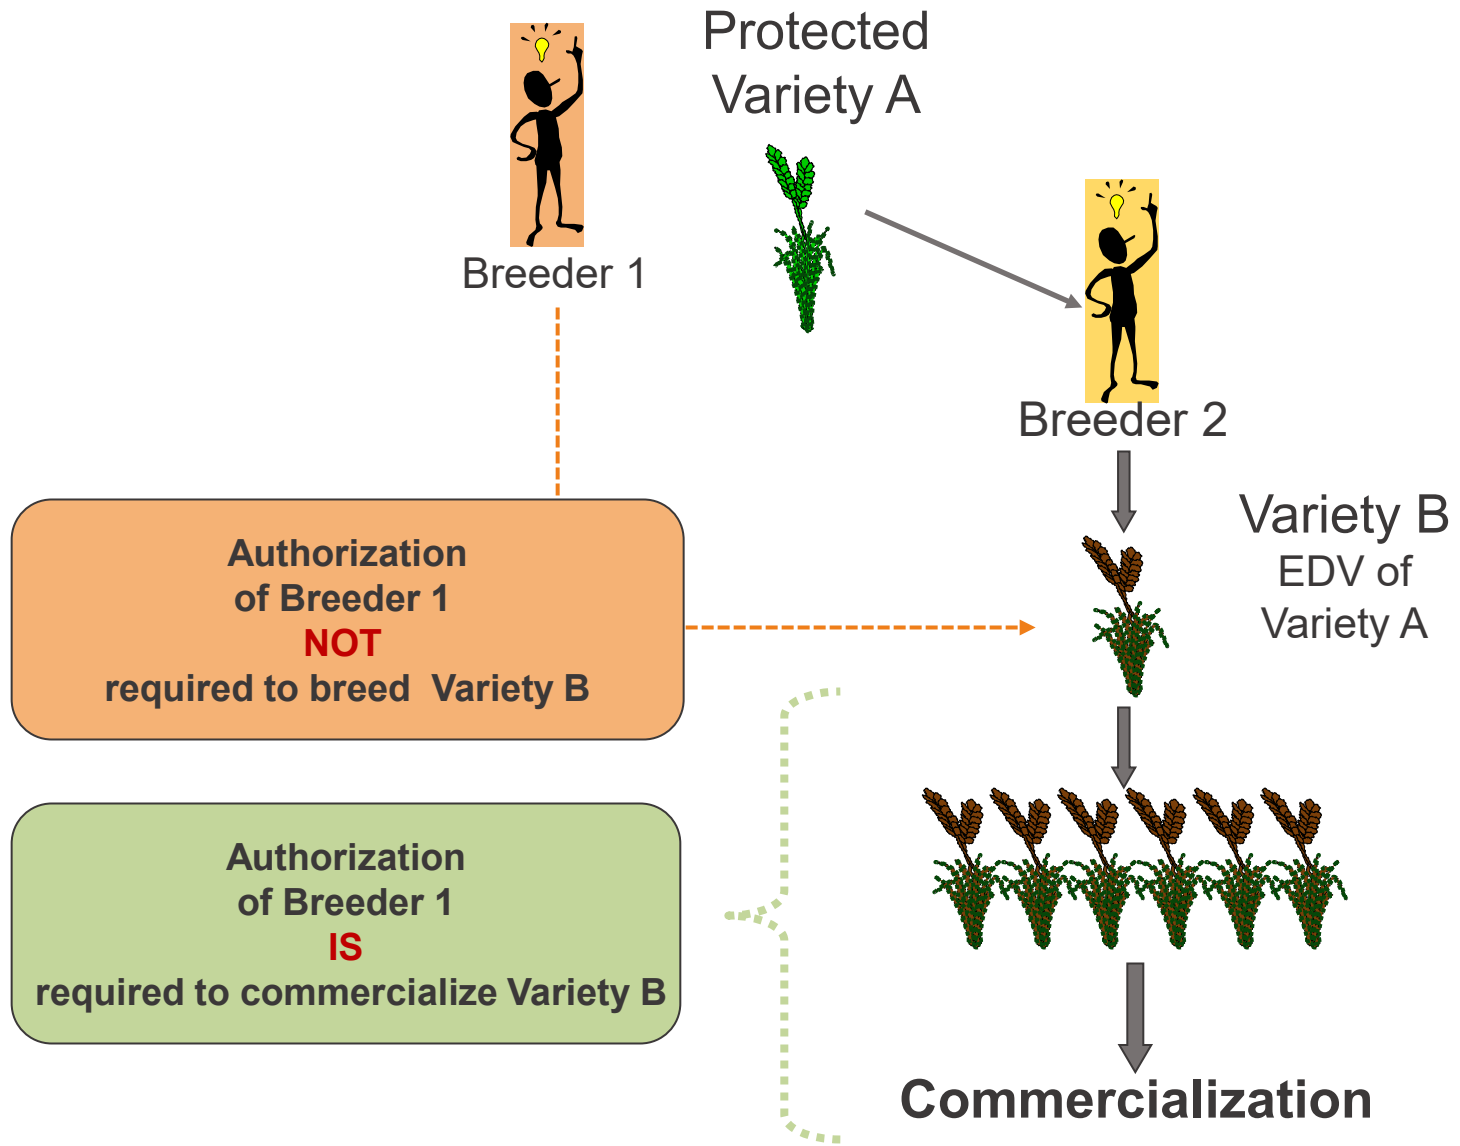 Protected
Variety A
Breeder 1
Breeder 2
Variety B
EDV of
Variety A
Authorization
of Breeder 1
NOT
required to breed  Variety B
Authorization
of Breeder 1
IS
required to commercialize Variety B
Commercialization